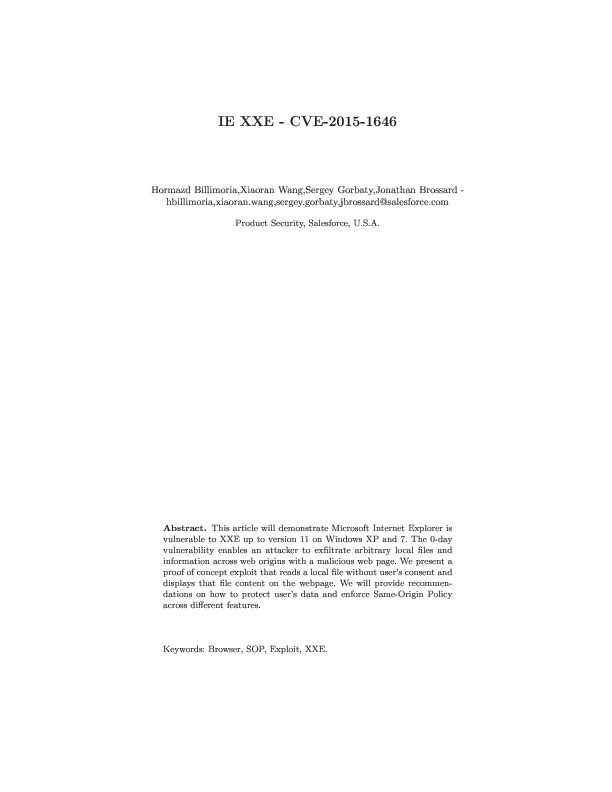 IE XXE - CVE-2015-1646
Hormazd Billimoria,Xiaoran Wang,Sergey Gorbaty,Jonathan Brossard -
hbillimoria,xiaoran.wang,sergey.gorbaty,jbrossard@salesforce.com
Product Security, Salesforce, U.S.A.
Abstract. This article will demonstrate Microsoft Internet Explorer is
vulnerable to XXE up to version 11 on Windows XP and 7. The 0-day
vulnerability enables an attacker to exfiltrate arbitrary local files and
information across web origins with a malicious web page. We present a
proof of concept exploit that reads a local file without user's consent and
displays that file content on the webpage. We will provide recommen-
dations on how to protect user's data and enforce Same-Origin Policy
across different features.
Keywords: Browser, SOP, Exploit, XXE.